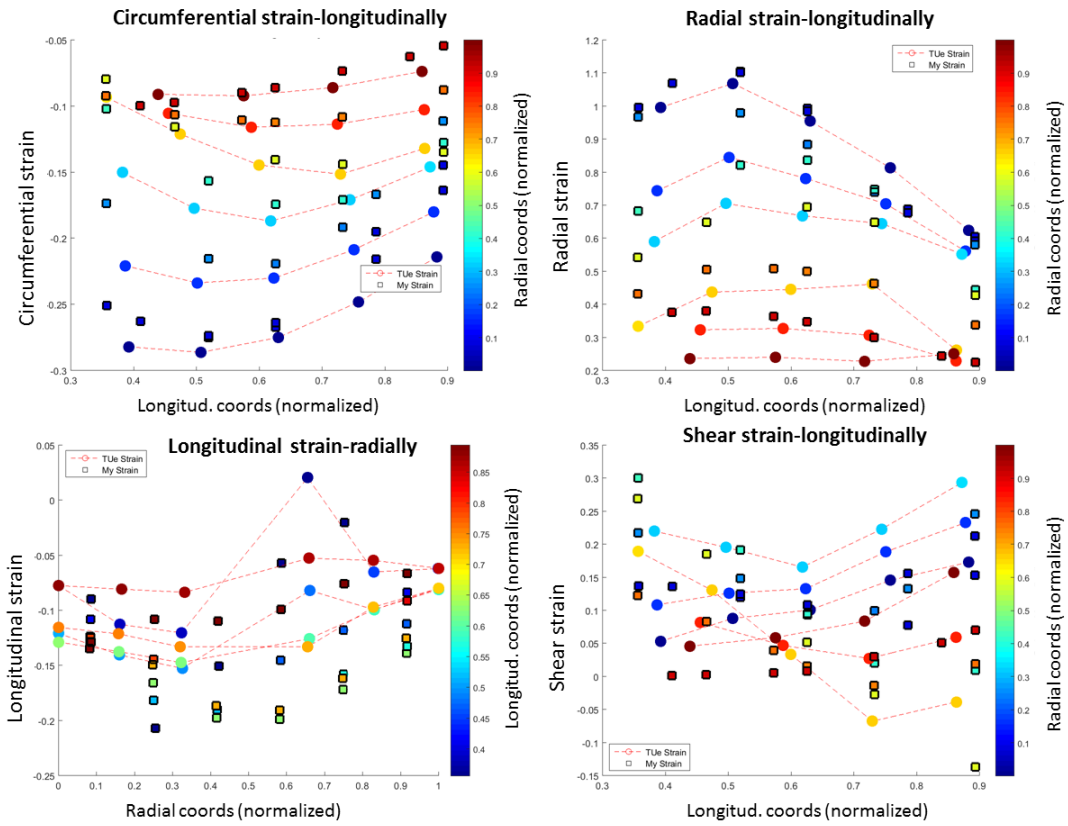 Circumferential strain-longitudinally
-0.05
-0.1
-0.15
-0.2
-0.25
-0.3
0.3 0.4 0.5 0.6 0.7 0.8 0.9
Circumferential strain
Longitud. coords (normalized)
TUe Strain
My Strain
0.9
0.8
0.7
0.6
0.5
0.4
0.3
0.2
0.1
Radial coords (normalized)
Radial strain-longitudinally
1.2
1.1
1
0.9
0.8
0.7
0.6
0.5
0.4
0.3
0.2
0.3 0.4 0.5 0.6 0.7 0.8 0.9
Radial strain
Longitud. coords (normalized)
TUe Strain
My Strain
0.9
0.8
0.7
0.6
0.5
0.4
0.3
0.2
0.1
Radial coords (normalized)
Longitudinal strain-radially
0.05
0
-0.05
-0.1
-0.15
-0.2
-0.25
0 0.1 0.2 0.3 0.4 0.5 0.6 0.7 0.8 0.9 1
Longitudinal strain
Radial coords (normalized)
TUe Strain
My Strain
0.85
0.8
0.75
0.7
0.65
0.6
0.55
0.5
0.45
0.4
Longitud. coords (normalized)
Shear strain-longitudinally
0.35
0.3
0.25
0.2
0.15
0.1
0.05
0
-0.05
-0.1
-0.15
0.3 0.4 0.5 0.6 0.7 0.8 0.9
Shear strain
Longitud. coords (normalized)
TUe Strain
My Strain
0.9
0.8
0.7
0.6
0.5
0.4
0.3
0.2
0.1
Radial coords (normalized)